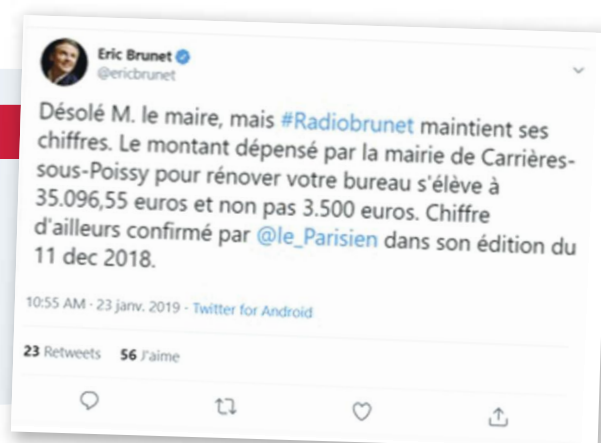 Eric Brunet
@ericbrunet
Désolé M. le maire, mais #Radiobrunet maintient ses
chiffres. Le montant dépensé par la mairie de Carrières-
sous-Poissy pour rénover votre bureau s'élève à
35.096,55 euros et non pas 3.500 euros. Chiffre
d'ailleurs confirmé par @le_Parisien dans son édition du
11 dec 2018.
10:55 AM · 23 janv. 2019 · Twitter for Android
23 Retweets 56 J'aime